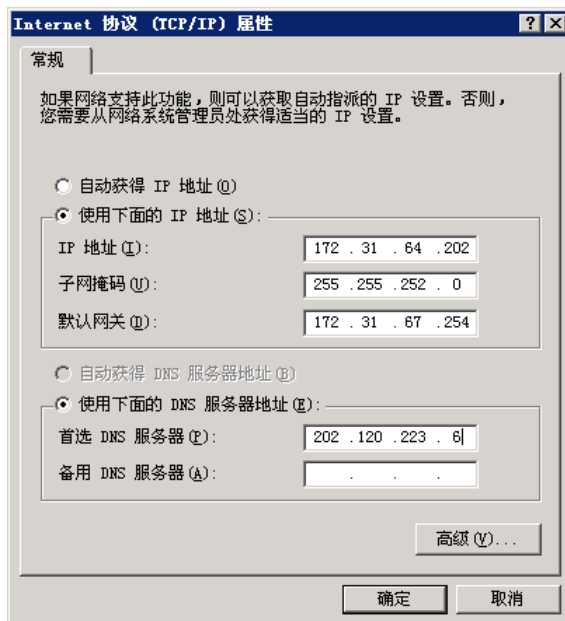 Internet 协议 (TCP/IP) 属性
常规
如果网络支持此功能，则可以获取自动指派的 IP 设置。否则，
您需要从网络系统管理员处获得适当的 IP 设置。
自动获得 IP 地址(O)
使用下面的 IP 地址(S):
IP 地址(I): 172 . 31 . 64 .202
子网掩码(U): 255 .255 .252 . 0
默认网关(D): 172 . 31 . 67 .254
自动获得 DNS 服务器地址(B)
使用下面的 DNS 服务器地址(E):
首选 DNS 服务器(P): 202 .120 .223 . 6
备用 DNS 服务器(A): . . .
高级(V)...
确定 取消